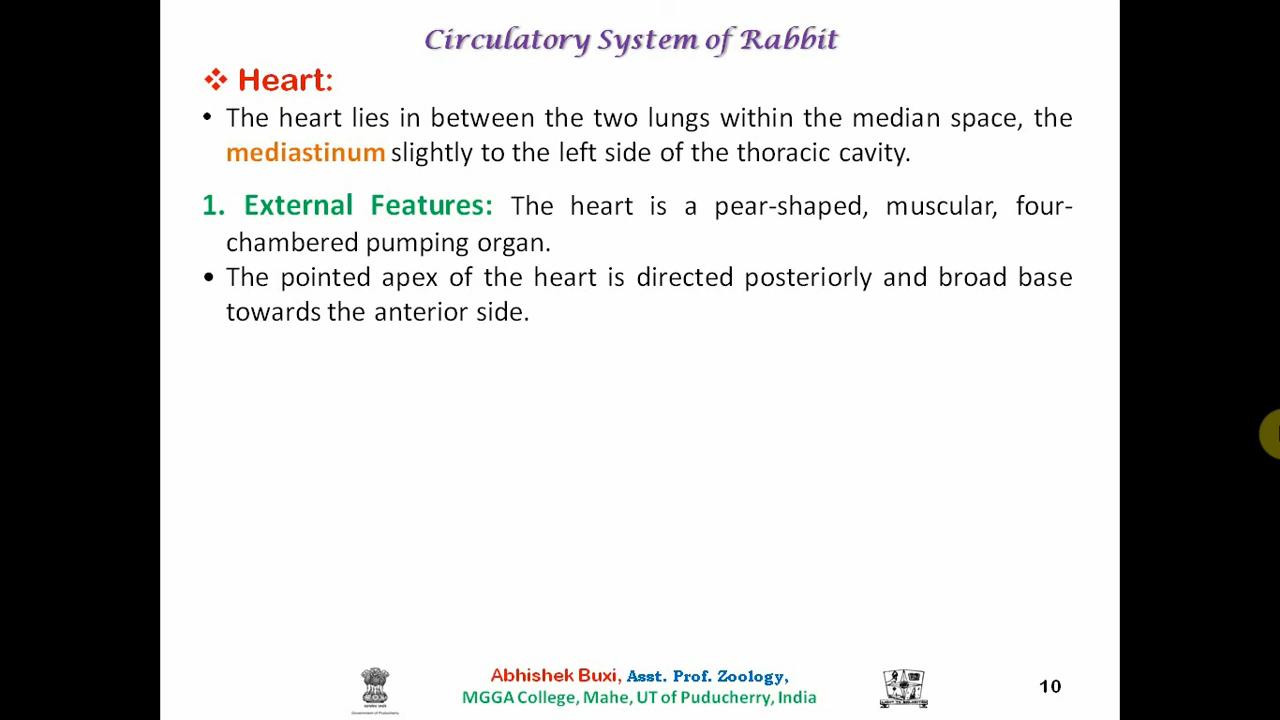 Circulatory System of Rabbit
❖ Heart:
• The heart lies in between the two lungs within the median space, the
mediastinum slightly to the left side of the thoracic cavity.
1. External Features: The heart is a pear-shaped, muscular, four-
chambered pumping organ.
• The pointed apex of the heart is directed posteriorly and broad base
towards the anterior side.
Abhishek Buxi, Asst. Prof. Zoology,
MGGA College, Mahe, UT of Puducherry, India
Government of Puducherry
10